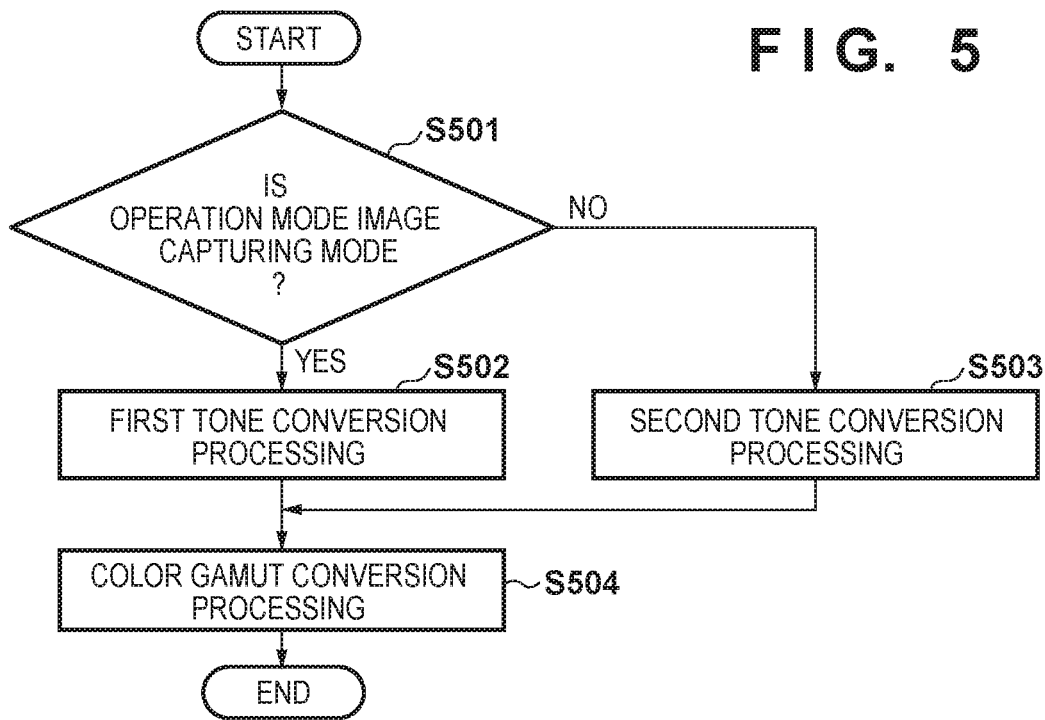 FIG. 5
START
S501
IS
OPERATION MODE IMAGE
CAPTURING MODE
?
NO
YES
S502
FIRST TONE CONVERSION
PROCESSING
S503
SECOND TONE CONVERSION
PROCESSING
COLOR GAMUT CONVERSION
PROCESSING
S504
END